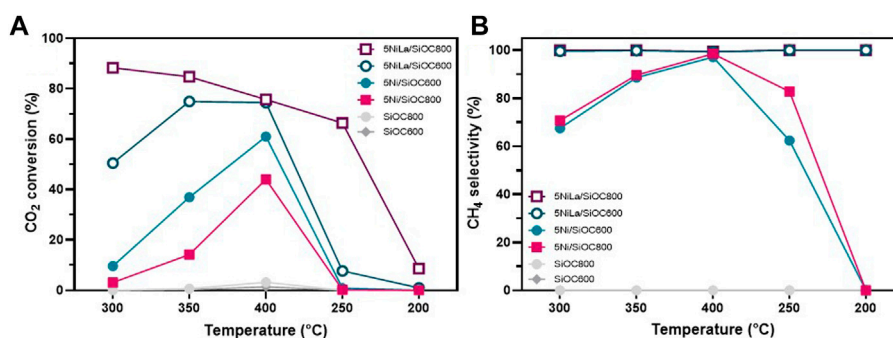 A
CO2 conversion (%)
100
80
60
40
20
0
5NiLa/SiOC800
5NiLa/SiOC600
5Ni/SiOC600
5Ni/SiOC800
SiOC800
SiOC600
300 350 400 250 200
Temperature (°C)
B
CH4 selectivity (%)
100
80
60
40
20
0
5NiLa/SiOC800
5NiLa/SiOC600
5Ni/SiOC600
5Ni/SiOC800
SiOC800
SiOC600
300 350 400 250 200
Temperature (°C)